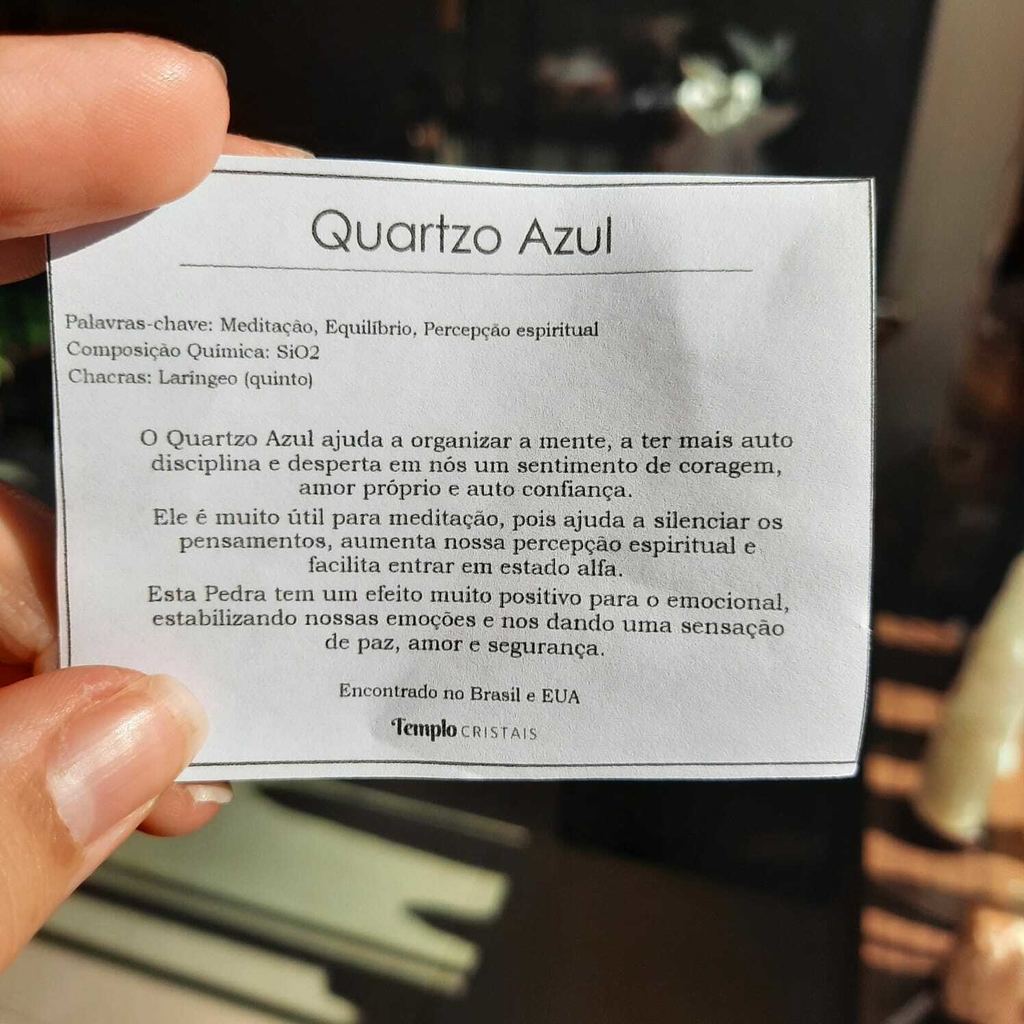 Quartzo Azul
Palavras-chave: Meditação, Equilíbrio, Percepção espiritual
Composição Química: SiO2
Chacras: Laríngeo (quinto)
O Quartzo Azul ajuda a organizar a mente, a ter mais auto
disciplina e desperta em nós um sentimento de coragem,
amor próprio e auto confiança.
Ele é muito útil para meditação, pois ajuda a silenciar os
pensamentos, aumenta nossa percepção espiritual e
facilita entrar em estado alfa.
Esta Pedra tem um efeito muito positivo para o emocional,
estabilizando nossas emoções e nos dando uma sensação
de paz, amor e segurança.
Encontrado no Brasil e EUA
Templo CRISTAIS